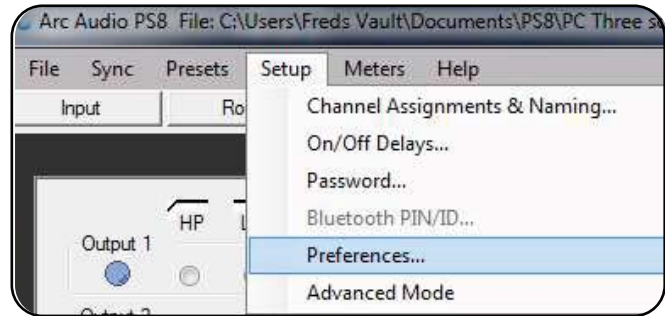 Arc Audio PS8 File: C:\Users\Freds Vault\Documents\PS8\PC Three
File Sync Presets Setup Meters Help
Input
Channel Assignments & Naming...
On/Off Delays...
Password...
HP
Bluetooth PIN/ID...
Output 1
Preferences...
Advanced Mode